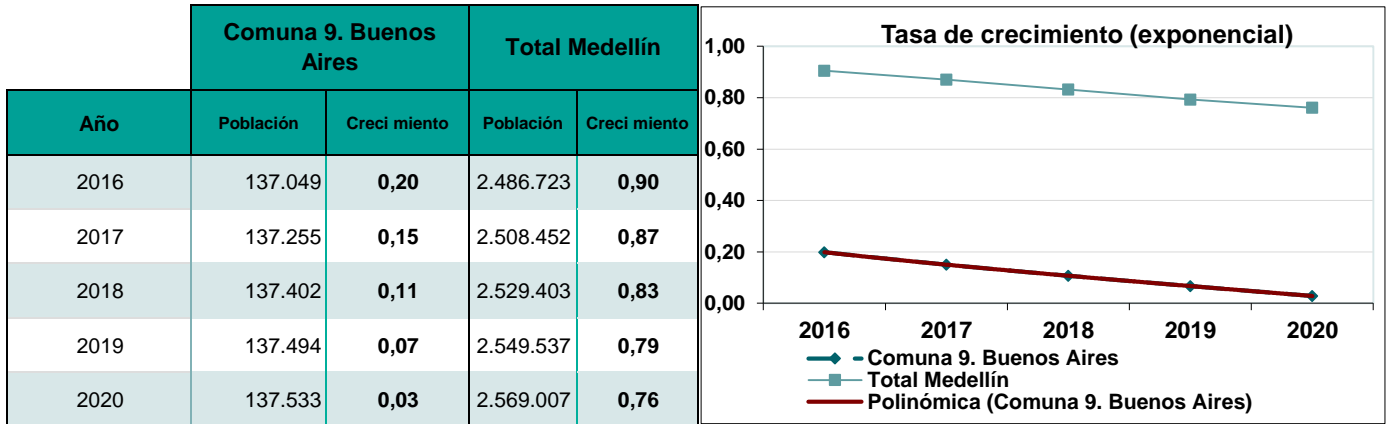 Comuna 9. Buenos
Aires
Total Medellín
Año
Población
Creci miento
Población
Creci miento
2016 137.049 0,20 2.486.723 0,90
2017 137.255 0,15 2.508.452 0,87
2018 137.402 0,11 2.529.403 0,83
2019 137.494 0,07 2.549.537 0,79
2020 137.533 0,03 2.569.007 0,76
Tasa de crecimiento (exponencial)
1,00
0,80
0,60
0,40
0,20
0,00
2016 2017 2018 2019 2020
Comuna 9. Buenos Aires
Total Medellín
Polinómica (Comuna 9. Buenos Aires)